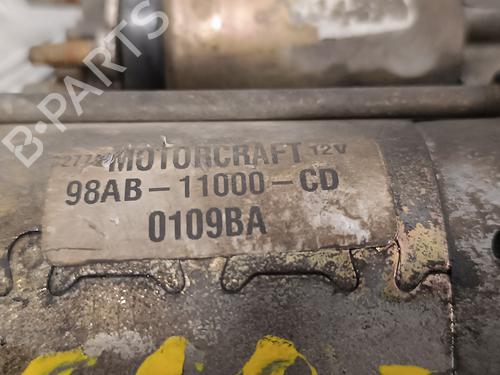 MOTORCRAFT 12V
98AB-11000-CD
0109BA
B-PARTS